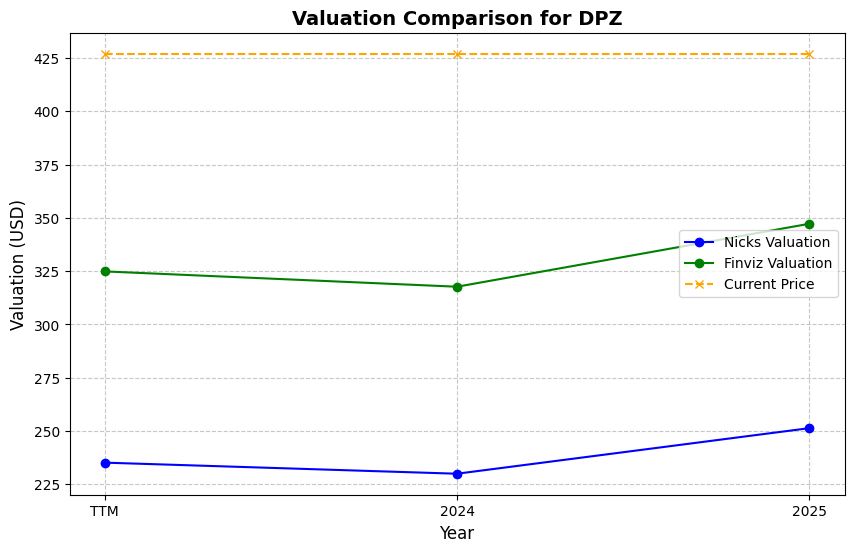 Valuation Comparison for DPZ
Valuation (USD)
425
400
375
350
325
300
275
250
225
Nicks Valuation
Finviz Valuation
Current Price
TTM
2024
2025
Year